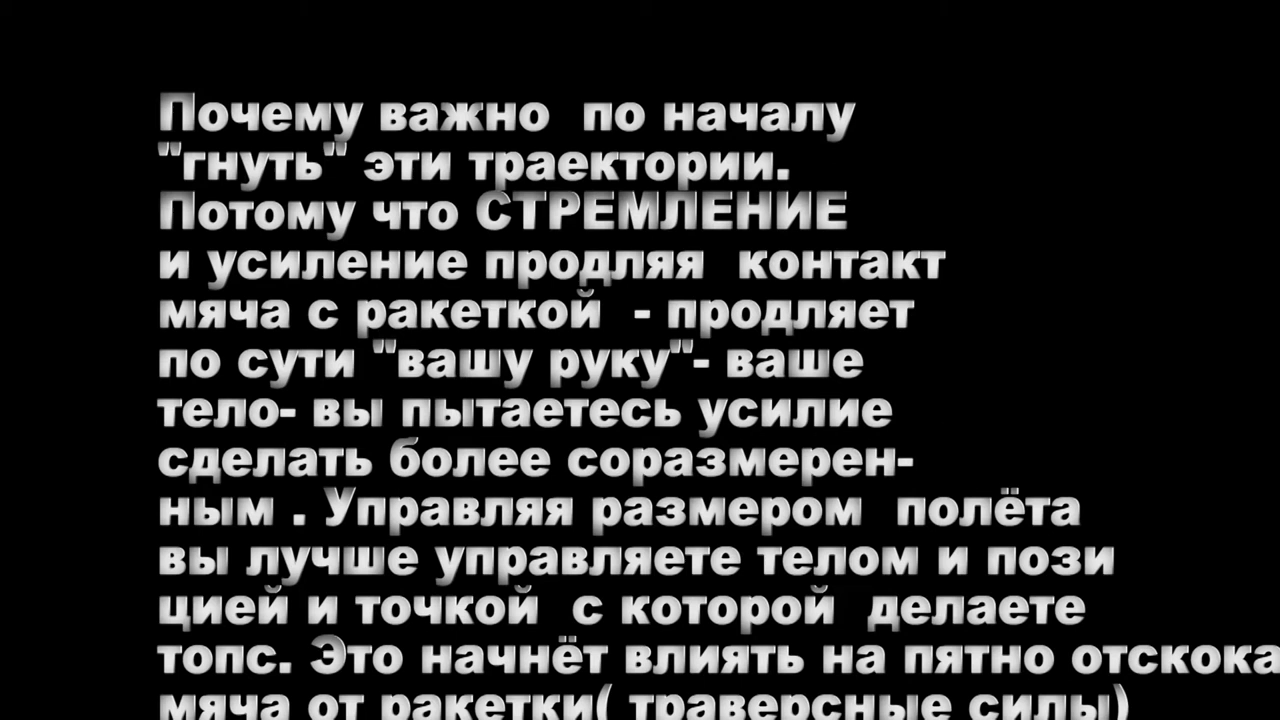 Почему важно  по началу
"гнуть" эти траектории.
Потому что СТРЕМЛЕНИЕ
и усиление продляя  контакт
мяча с ракеткой  - продляет
по сути "вашу руку"- ваше
тело- вы пытаетесь усилие
сделать более соразмерен-
ным . Управляя размером  полёта
вы лучше управляете телом и пози
цией и точкой  с которой  делаете
топс. Это начнёт влиять на пятно отскока
мяча от ракетки( траверсные силы)